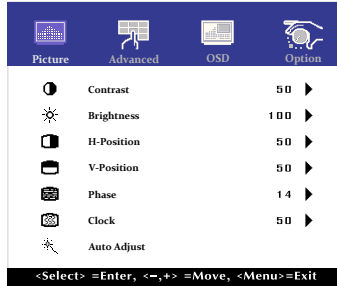 Picture Advanced OSD Option
Contrast 50
Brightness 100
H-Position 50
V-Position 50
Phase 14
Clock 50
Auto Adjust
<Select> =Enter, <−,+> =Move, <Menu>=Exit